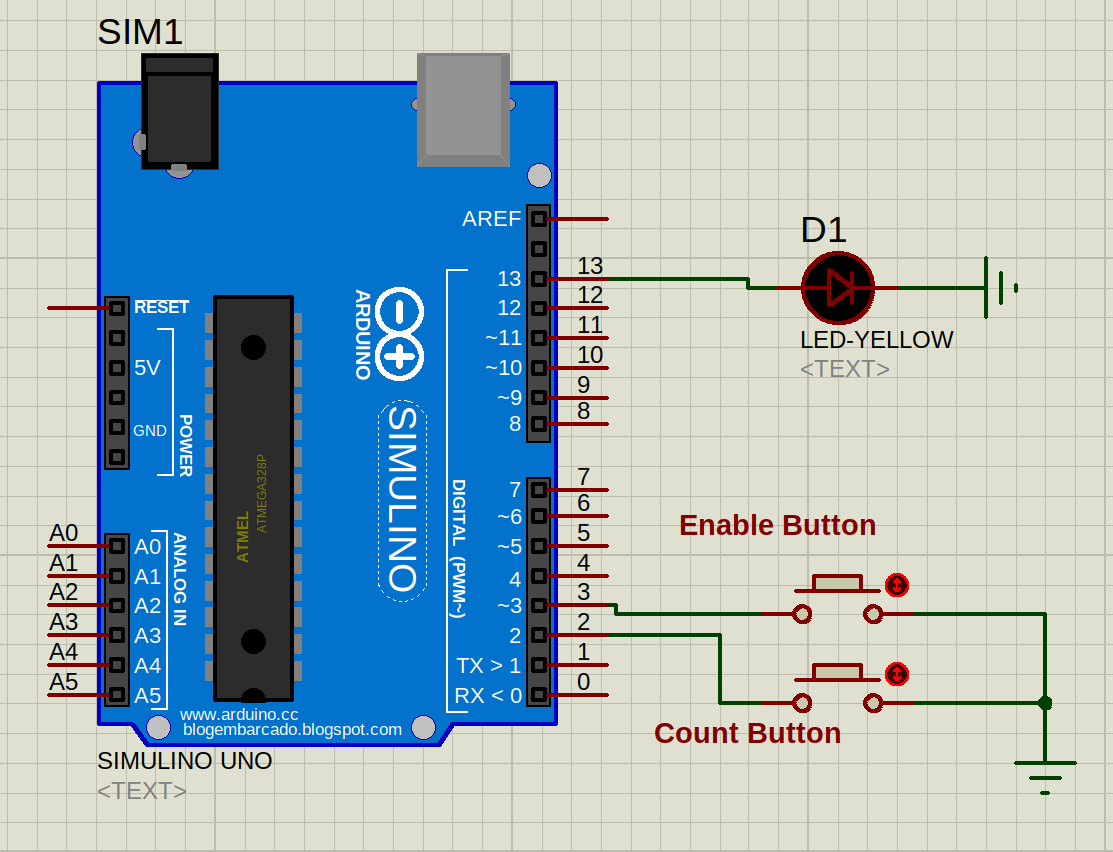 SIM1
AREF
13
12
~11
~10
~9
8
7
~6
~5
4
~3
2
TX > 1
RX < 0
13
12
11
10
9
8
7
6
5
4
3
2
1
0
RESET
5V
GND
POWER
A0
A1
A2
A3
A4
A5
A0
A1
A2
A3
A4
A5
ANALOG IN
ATMEL
ATMEGA328P
ARDUINO
SIMULINO
DIGITAL (PWM~)
www.arduino.cc
blogembarcado.blogspot.com
SIMULINO UNO
<TEXT>
D1
LED-YELLOW
<TEXT>
Enable Button
Count Button